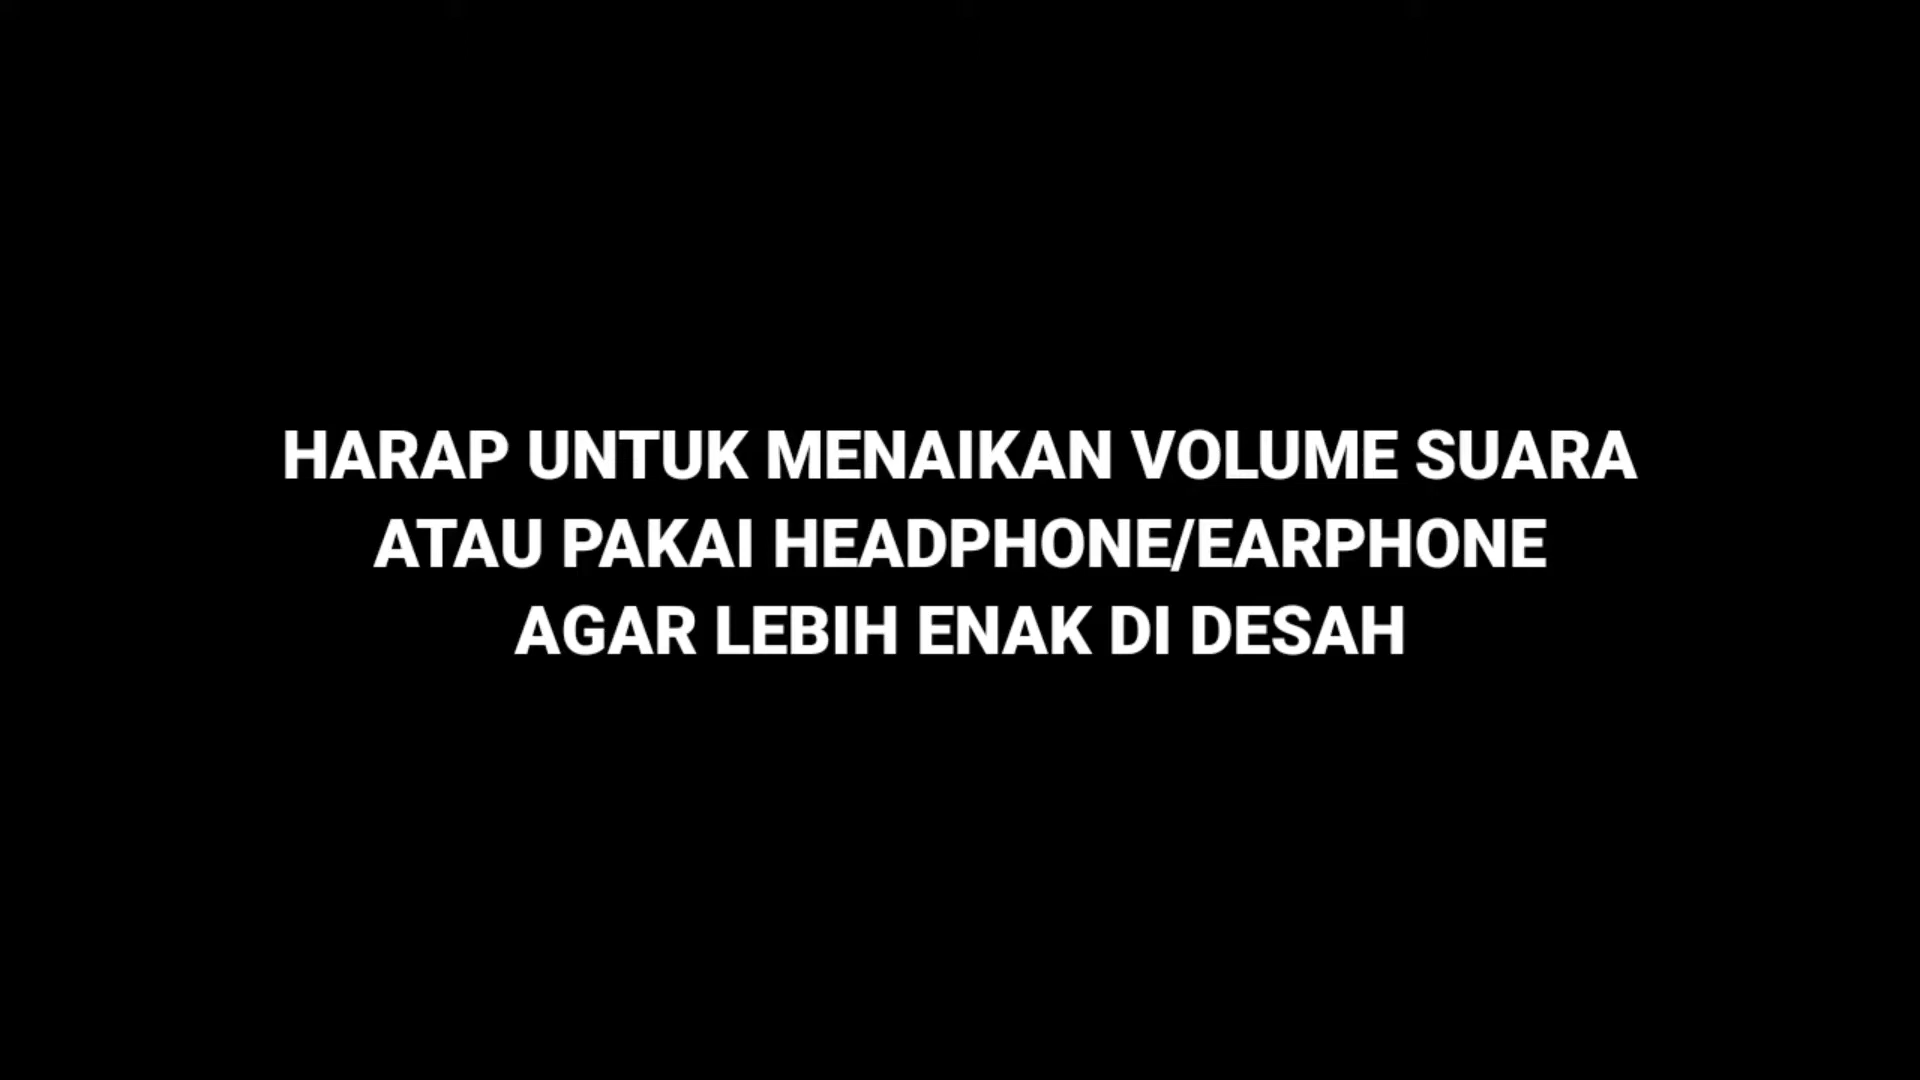 HARAP UNTUK MENAIKAN VOLUME SUARA
ATAU PAKAI HEADPHONE/EARPHONE
AGAR LEBIH ENAK DI DESAH